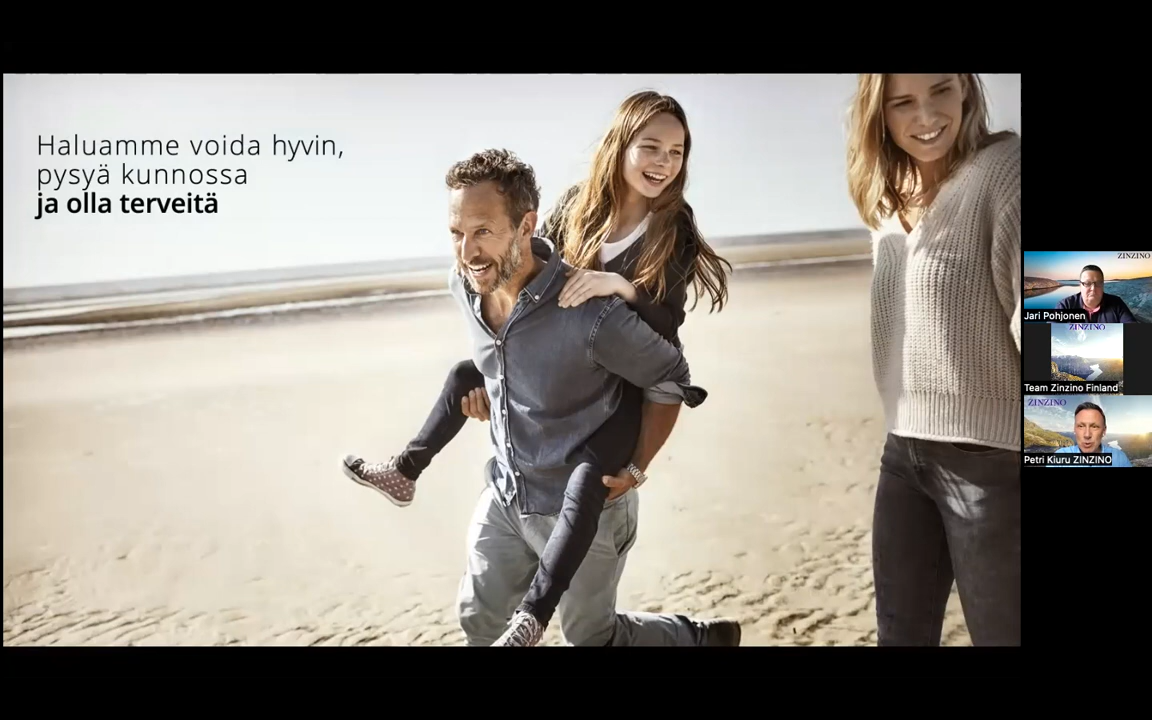 Haluamme voida hyvin,
pysyä kunnossa
ja olla terveitä
ZINZINO
Jari Pohjonen
ZINZINO
Team Zinzino Finland
ZINZINO
Petri Kiuru ZINZINO